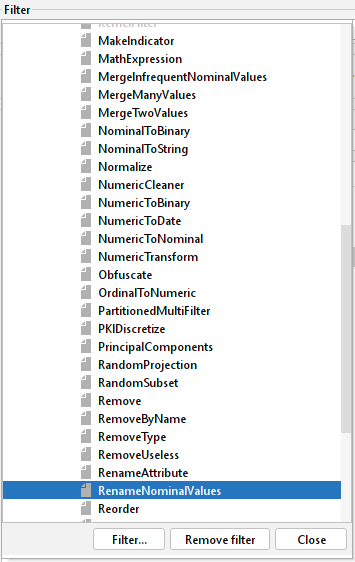 Filter
MakeIndicator
MathExpression
MergeInfrequentNominalValues
MergeManyValues
MergeTwoValues
NominalToBinary
NominalToString
Normalize
NumericCleaner
NumericToBinary
NumericToDate
NumericToNominal
NumericTransform
Obfuscate
OrdinalToNumeric
PartitionedMultiFilter
PKIDiscretize
PrincipalComponents
RandomProjection
RandomSubset
Remove
RemoveByName
RemoveType
RemoveUseless
RenameAttribute
RenameNominalValues
Reorder
Filter... Remove filter Close